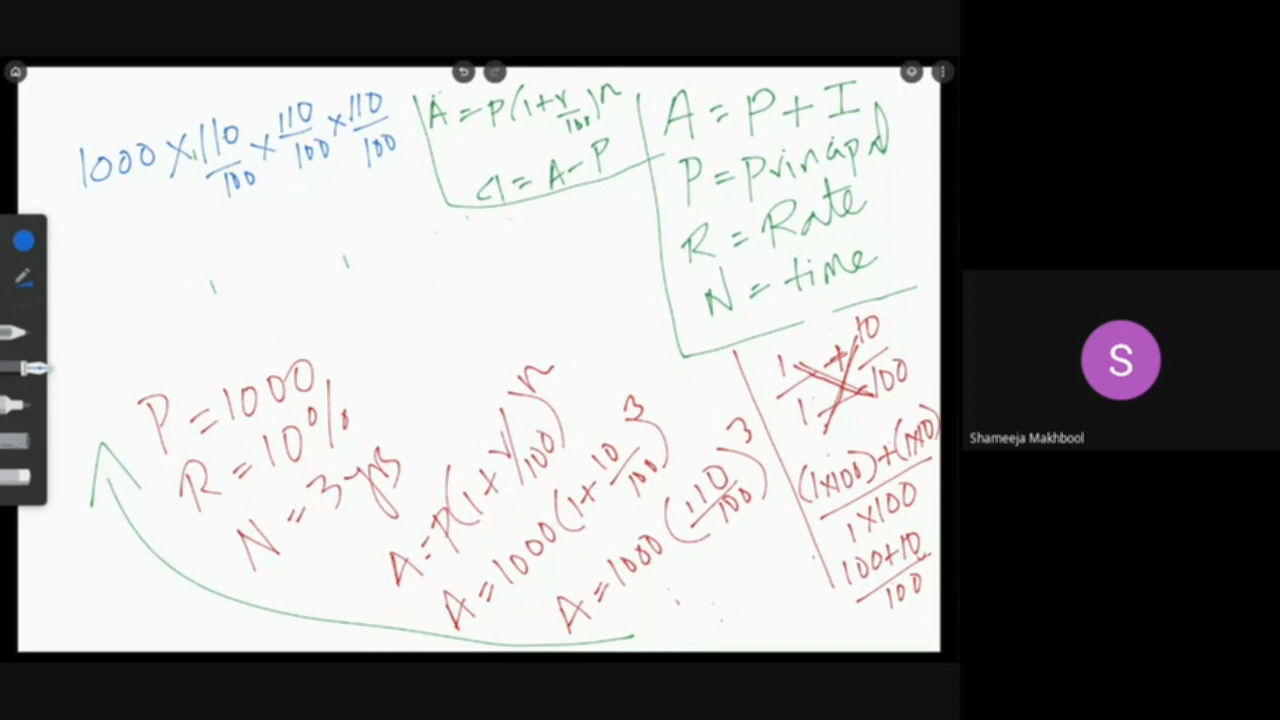 1000 × 110/100 × 110/100 × 110/100
A = P(1+r/100)^n
CI = A - P
A = P + I
P = Principal
R = Rate
N = time
P = 1000
R = 10%
N = 3 yrs
A = P(1+r/100)^n
A = 1000(1+10/100)^3
A = 1000(110/100)^3
1/1 + 10/100
(1×100)+(1×10)
1×100
100+10
100
S
Shameeja Makhbool